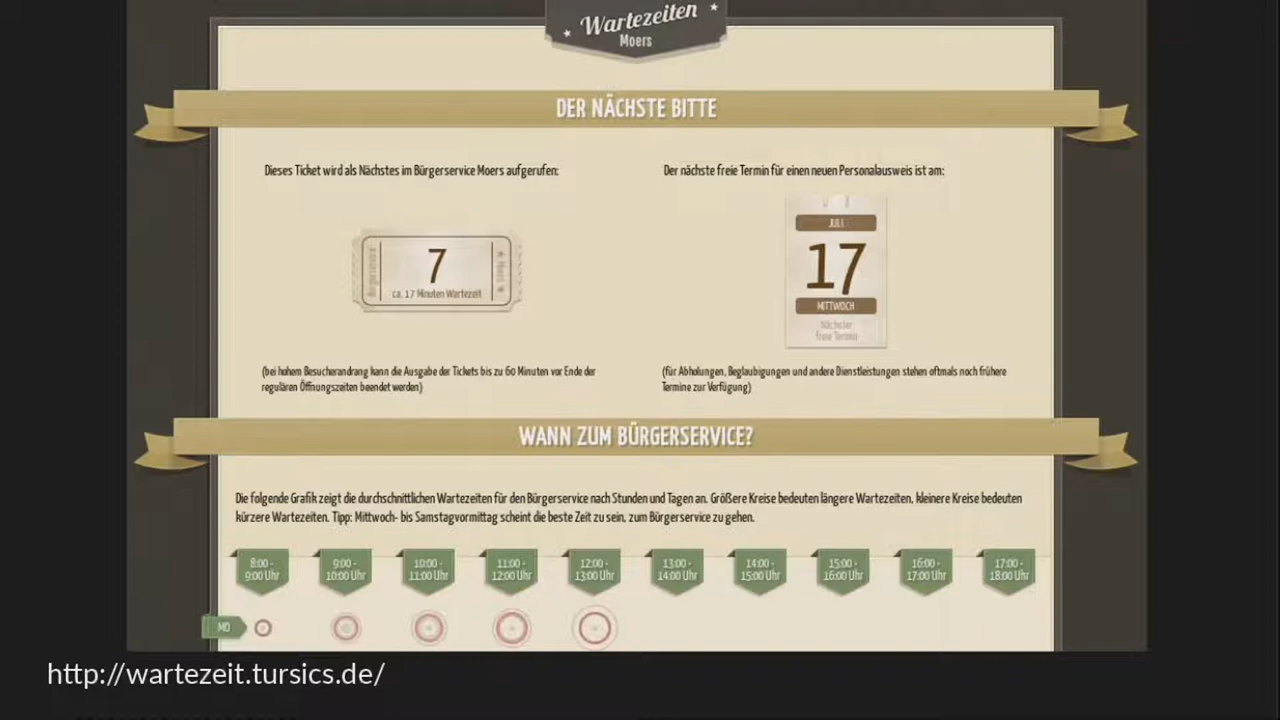 Wartezeiten
Moers
DER NÄCHSTE BITTE
Dieses Ticket wird als Nächstes im Bürgerservice Moers aufgerufen:
7
ca. 17 Minuten Wartezeit
(bei hohem Besucherandrang kann die Ausgabe der Tickets bis zu 60 Minuten vor Ende der
regulären Öffnungszeiten beendet werden)
Der nächste freie Termin für einen neuen Personalausweis ist am:
JULI
17
MITTWOCH
Nächster
freie Termin
(für Abholungen, Beglaubigungen und andere Dienstleistungen stehen oftmals noch frühere
Termine zur Verfügung)
WANN ZUM BÜRGERSERVICE?
Die folgende Grafik zeigt die durchschnittlichen Wartezeiten für den Bürgerservice nach Stunden und Tagen an. Größere Kreise bedeuten längere Wartezeiten, kleinere Kreise bedeuten
kürzere Wartezeiten. Tipp: Mittwoch- bis Samstagvormittag scheint die beste Zeit zu sein, zum Bürgerservice zu gehen.
8:00 - 9:00 Uhr
9:00 - 10:00 Uhr
10:00 - 11:00 Uhr
11:00 - 12:00 Uhr
12:00 - 13:00 Uhr
13:00 - 14:00 Uhr
14:00 - 15:00 Uhr
15:00 - 16:00 Uhr
16:00 - 17:00 Uhr
17:00 - 18:00 Uhr
MO
http://wartezeit.tursics.de/